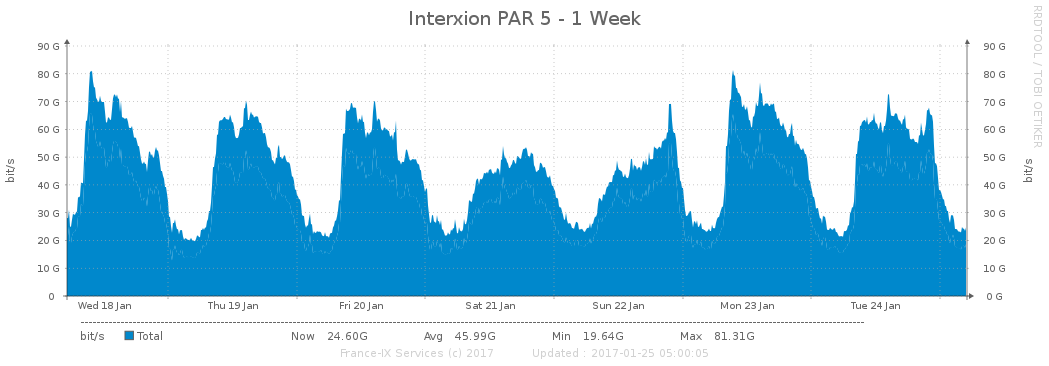 Interxion PAR 5 - 1 Week
RRDTOOL / TOBI OETIKER
90 G 90 G
80 G 80 G
70 G 70 G
60 G 60 G
50 G 50 G
40 G 40 G
30 G 30 G
20 G 20 G
10 G 10 G
0 0 G
bit/s
bit/s
Wed 18 Jan Thu 19 Jan Fri 20 Jan Sat 21 Jan Sun 22 Jan Mon 23 Jan Tue 24 Jan
bit/s Total Now 24.60G Avg 45.99G Min 19.64G Max 81.31G
France-IX Services (c) 2017 Updated : 2017-01-25 05:00:05